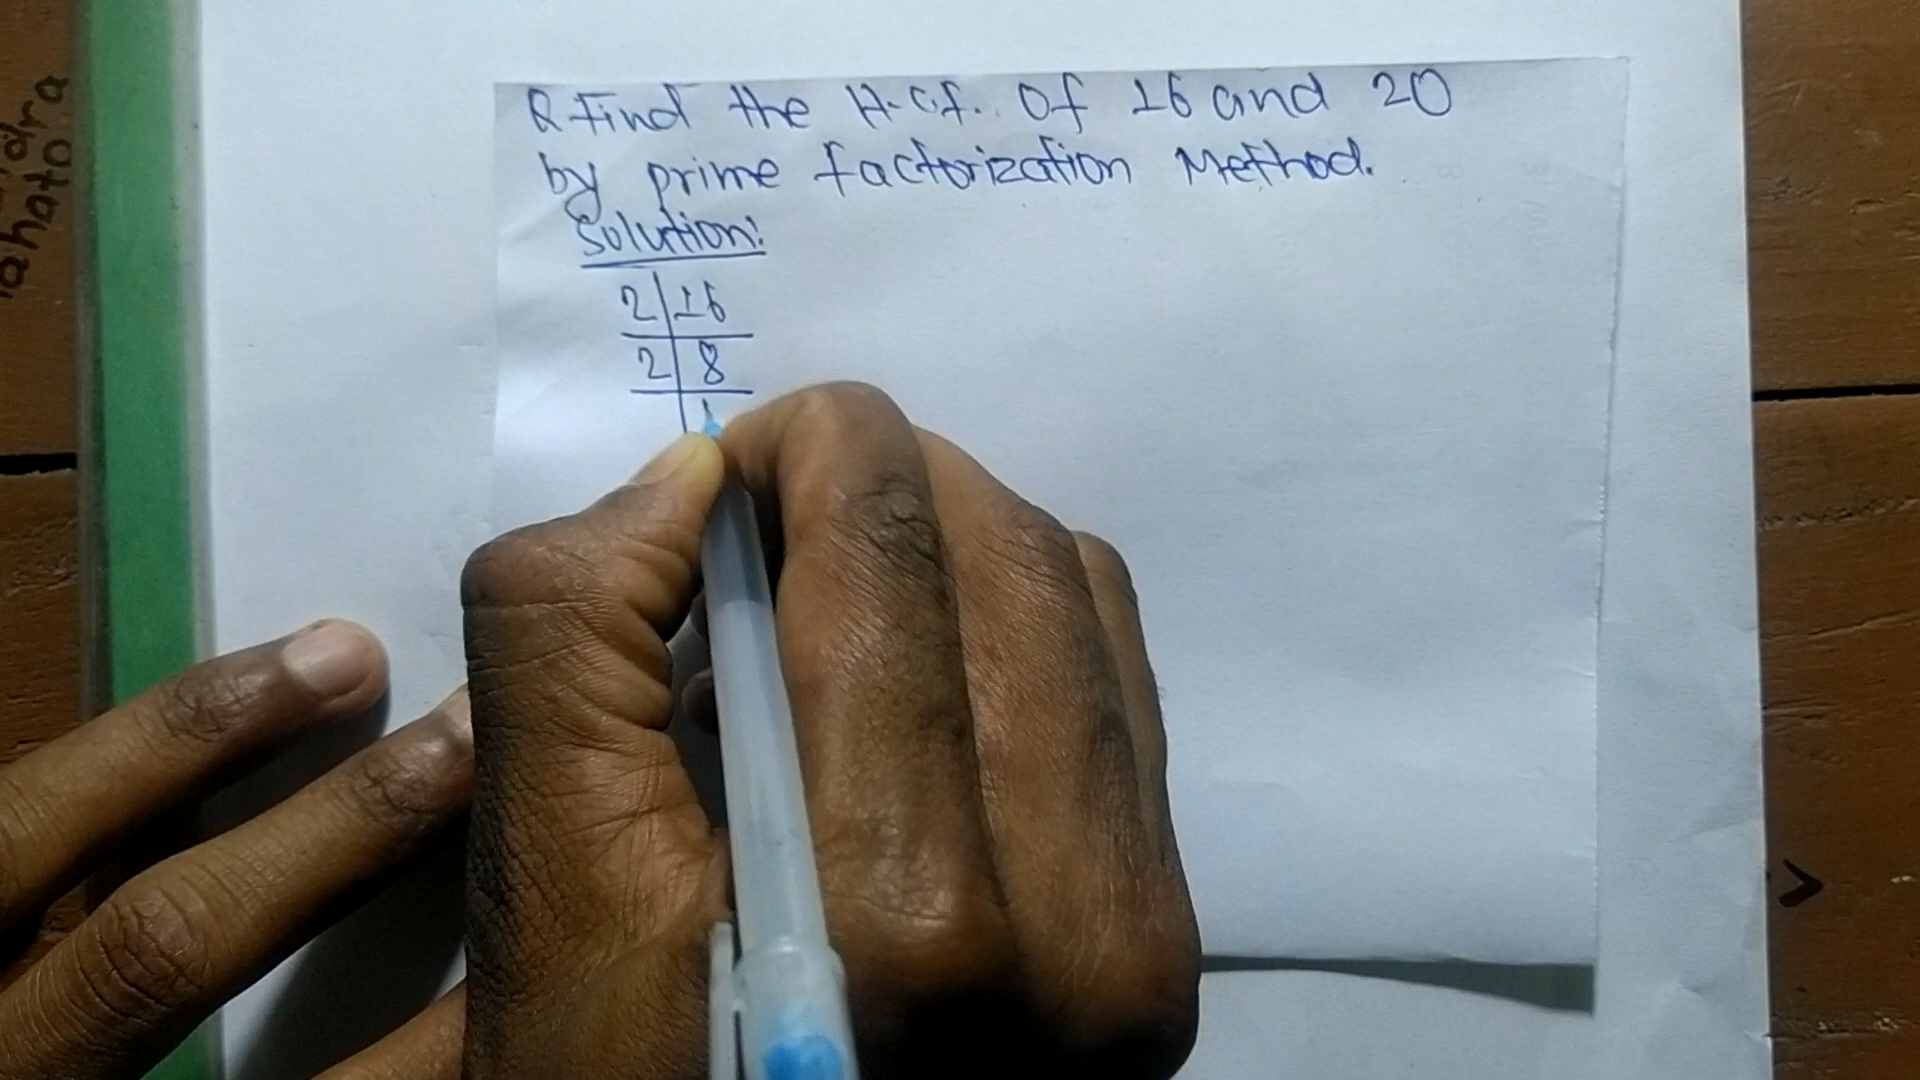 Q Find the H.C.f. Of 16 and 20
by prime factorization Method.
Solution:
2 16
2 8